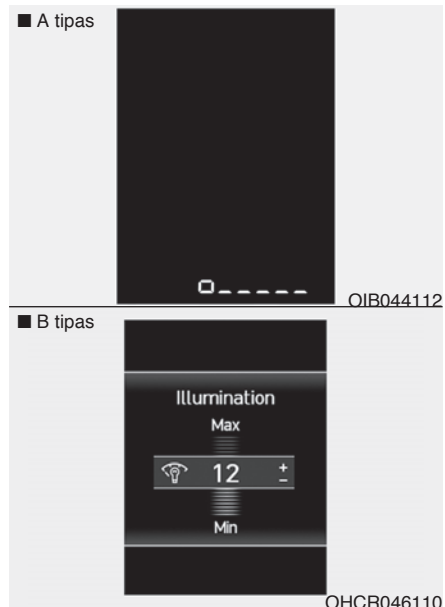 ■ A tipas
OIB044112
■ B tipas
Illumination
Max
12 + -
Min
OHCR046110